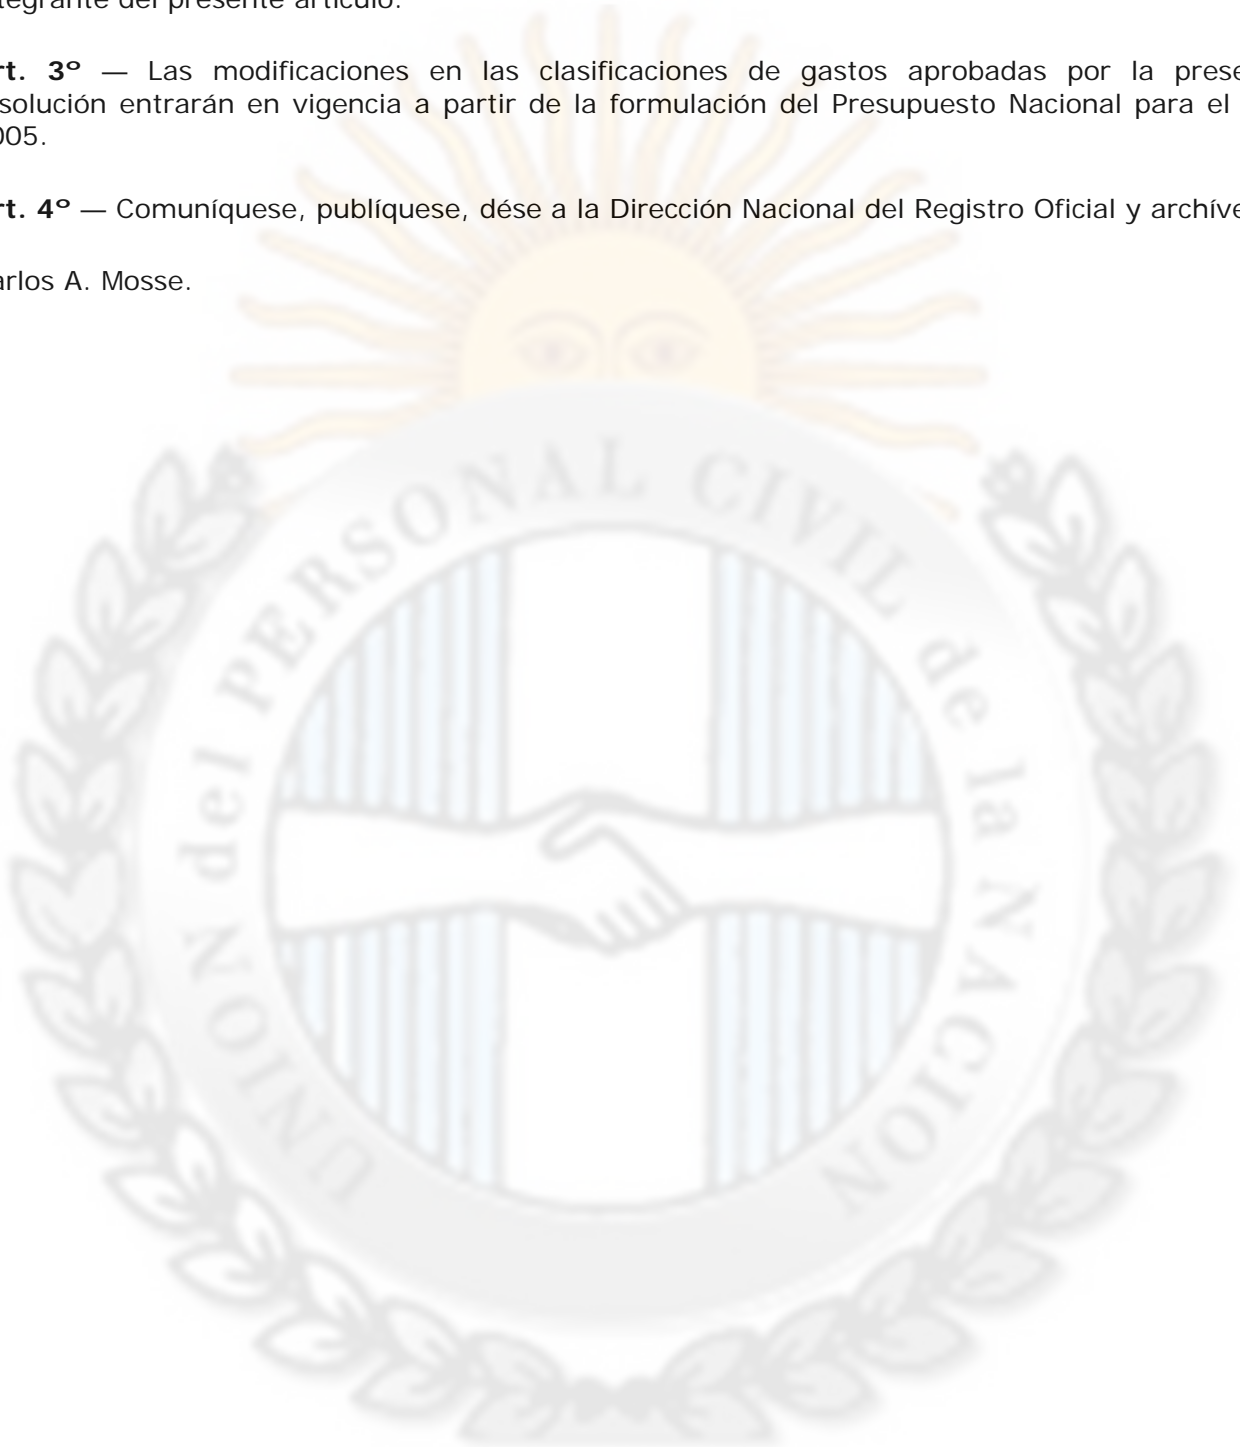 tegrante del presente artículo.
rt. 3º — Las modificaciones en las clasificaciones de gastos aprobadas por la prese
solución entrarán en vigencia a partir de la formulación del Presupuesto Nacional para el
005.
rt. 4º — Comuníquese, publíquese, dése a la Dirección Nacional del Registro Oficial y archíve
arlos A. Mosse.
UNION del PERSONAL CIVIL de la NACION